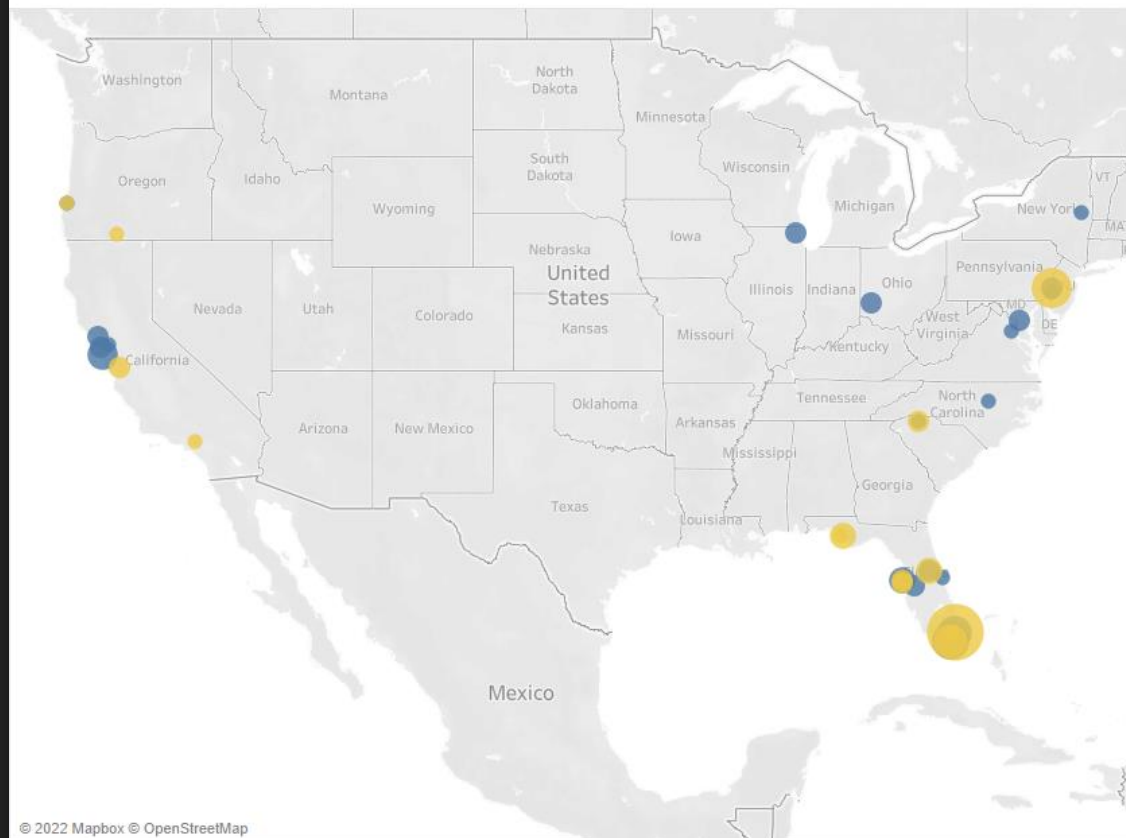 Washington
Montana
North
Dakota
Minnesota
Oregon
Idaho
South
Dakota
Wisconsin
Michigan
VT
New York
MA
Wyoming
Iowa
Nebraska
Pennsylvania
United
States
Nevada
Utah
Colorado
Kansas
Illinois
Indiana
Ohio
MD
DE
West
Virginia
Missouri
Kentucky
California
Arizona
New Mexico
Oklahoma
Arkansas
Tennessee
North
Carolina
Mississippi
Georgia
Texas
Louisiana
Mexico
© 2022 Mapbox © OpenStreetMap